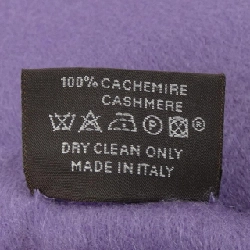 100% CACHEMIRE
CASHMERE
DRY CLEAN ONLY
MADE IN ITALY